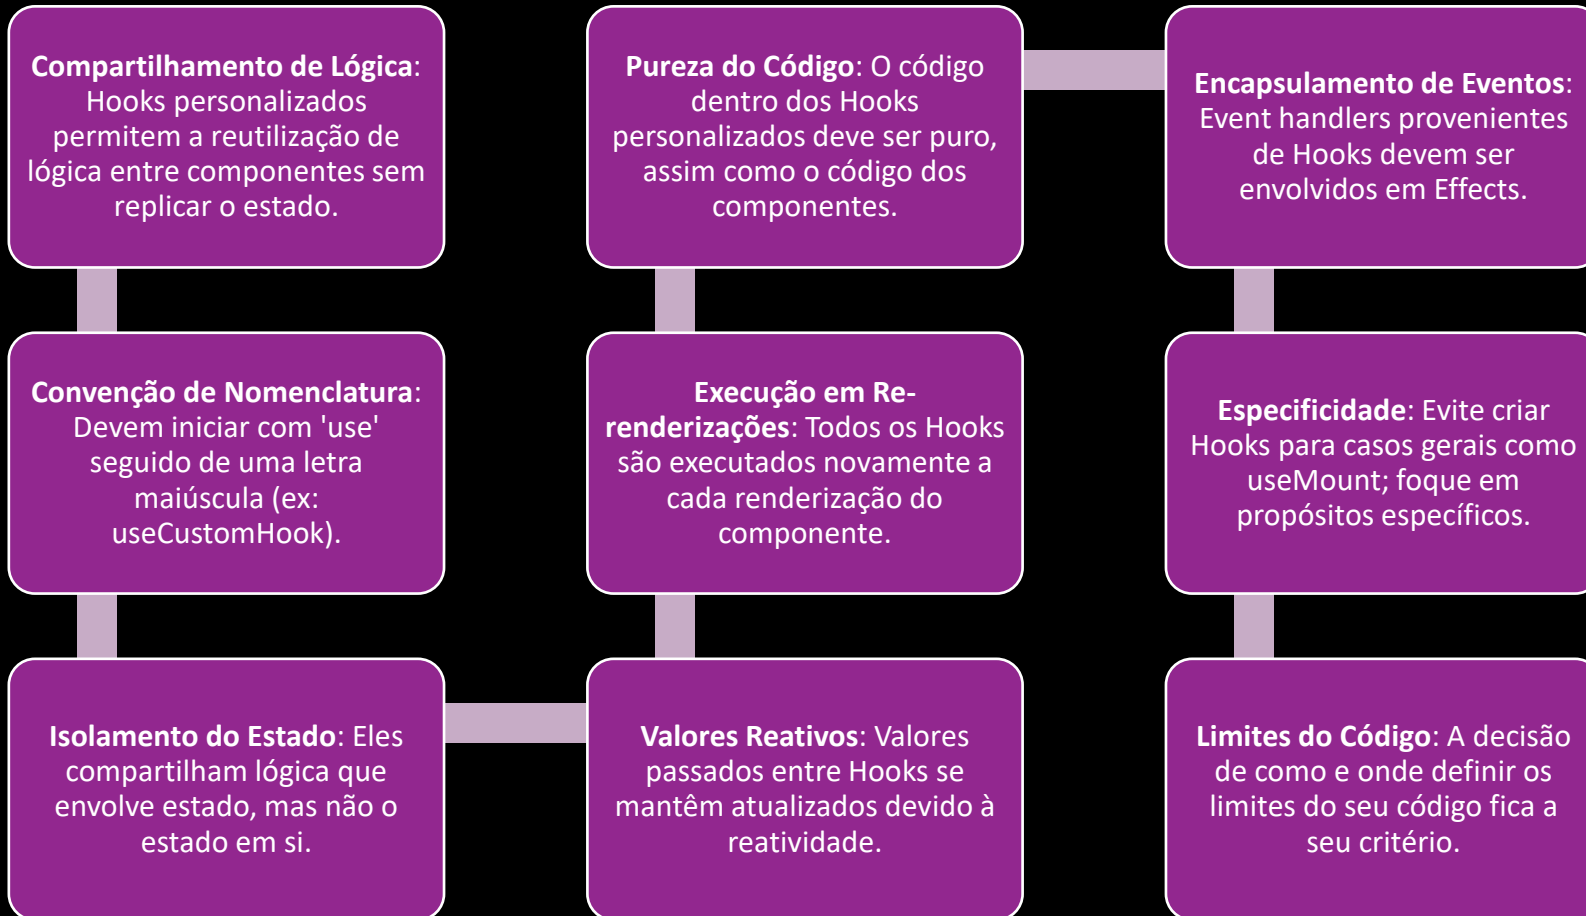 Compartilhamento de Lógica:
Hooks personalizados
permitem a reutilização de
lógica entre componentes sem
replicar o estado.
Convenção de Nomenclatura:
Devem iniciar com 'use'
seguido de uma letra
maiúscula (ex:
useCustomHook).
Isolamento do Estado: Eles
compartilham lógica que
envolve estado, mas não o
estado em si.
Valores Reativos: Valores
passados entre Hooks se
mantêm atualizados devido à
reatividade.
Execução em Re-
renderizações: Todos os Hooks
são executados novamente a
cada renderização do
componente.
Pureza do Código: O código
dentro dos Hooks
personalizados deve ser puro,
assim como o código dos
componentes.
Encapsulamento de Eventos:
Event handlers provenientes
de Hooks devem ser
envolvidos em Effects.
Especificidade: Evite criar
Hooks para casos gerais como
useMount; foque em
propósitos específicos.
Limites do Código: A decisão
de como e onde definir os
limites do seu código fica a
seu critério.